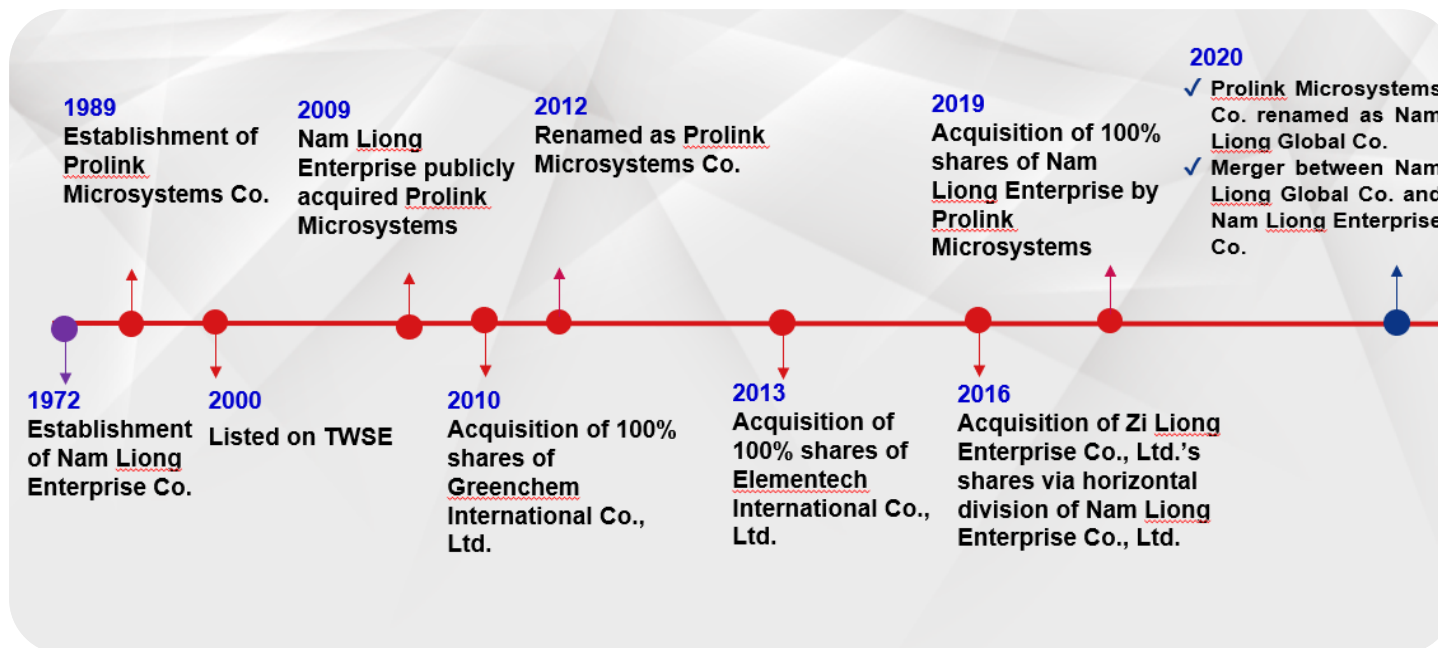 1989
Establishment of
Prolink
Microsystems Co.
2009
Nam Liong
Enterprise publicly
acquired Prolink
Microsystems
2012
Renamed as Prolink
Microsystems Co.
2019
Acquisition of 100%
shares of Nam
Liong Enterprise by
Prolink
Microsystems
2020
✓ Prolink Microsystems
Co. renamed as Nam
Liong Global Co.
✓ Merger between Nam
Liong Global Co. and
Nam Liong Enterprise
Co.
1972
Establishment
of Nam Liong
Enterprise Co.
2000
Listed on TWSE
2010
Acquisition of 100%
shares of
Greenchem
International Co.,
Ltd.
2013
Acquisition of
100% shares of
Elementech
International Co.,
Ltd.
2016
Acquisition of Zi Liong
Enterprise Co., Ltd.'s
shares via horizontal
division of Nam Liong
Enterprise Co., Ltd.